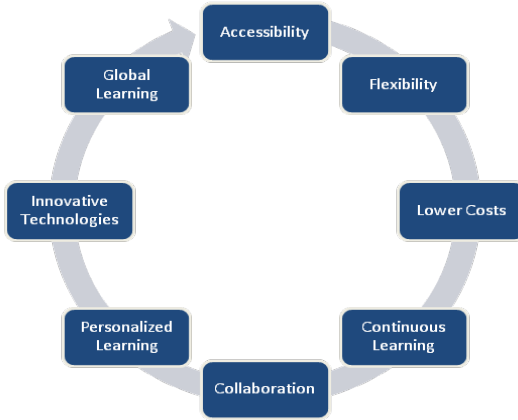 Accessibility
Flexibility
Lower Costs
Continuous
Learning
Collaboration
Personalized
Learning
Innovative
Technologies
Global
Learning